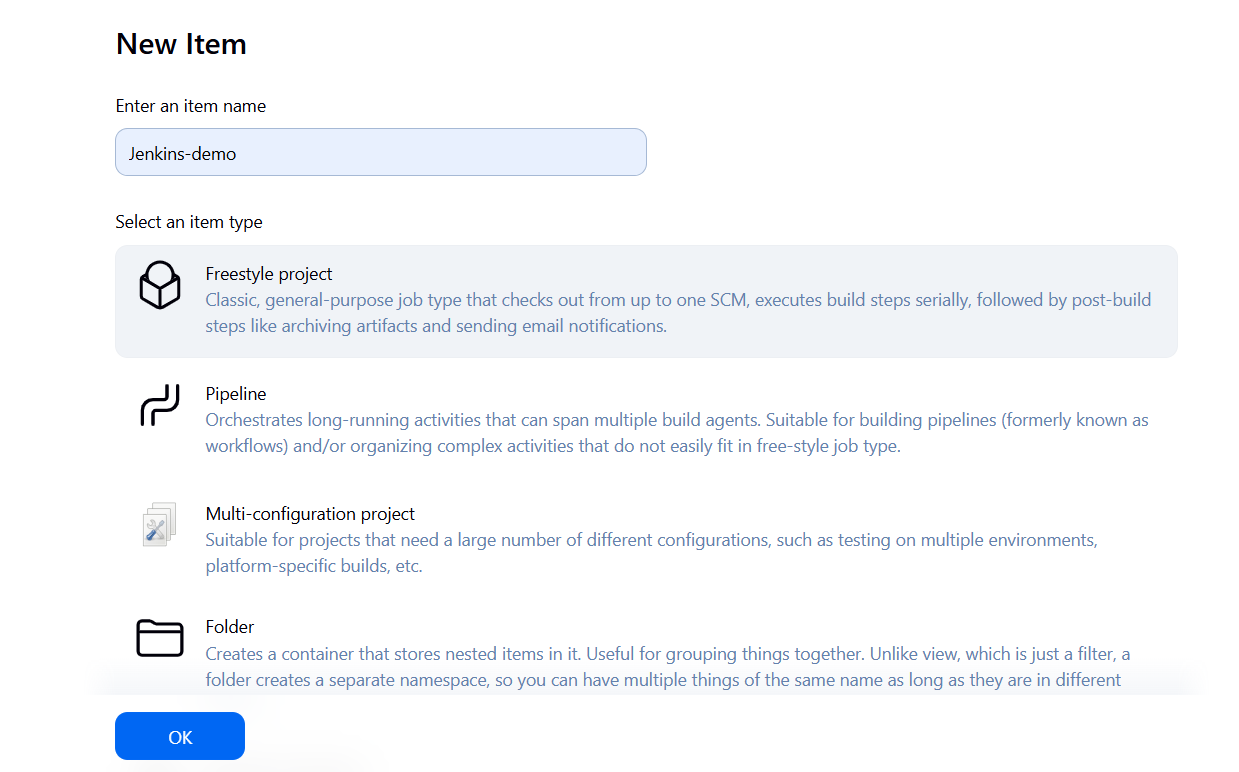 New Item
Enter an item name
Jenkins-demo
Select an item type
Freestyle project
Classic, general-purpose job type that checks out from up to one SCM, executes build steps serially, followed by post-build
steps like archiving artifacts and sending email notifications.
Pipeline
Orchestrates long-running activities that can span multiple build agents. Suitable for building pipelines (formerly known as
workflows) and/or organizing complex activities that do not easily fit in free-style job type.
Multi-configuration project
Suitable for projects that need a large number of different configurations, such as testing on multiple environments,
platform-specific builds, etc.
Folder
Creates a container that stores nested items in it. Useful for grouping things together. Unlike view, which is just a filter, a
folder creates a separate namespace, so you can have multiple things of the same name as long as they are in different
OK